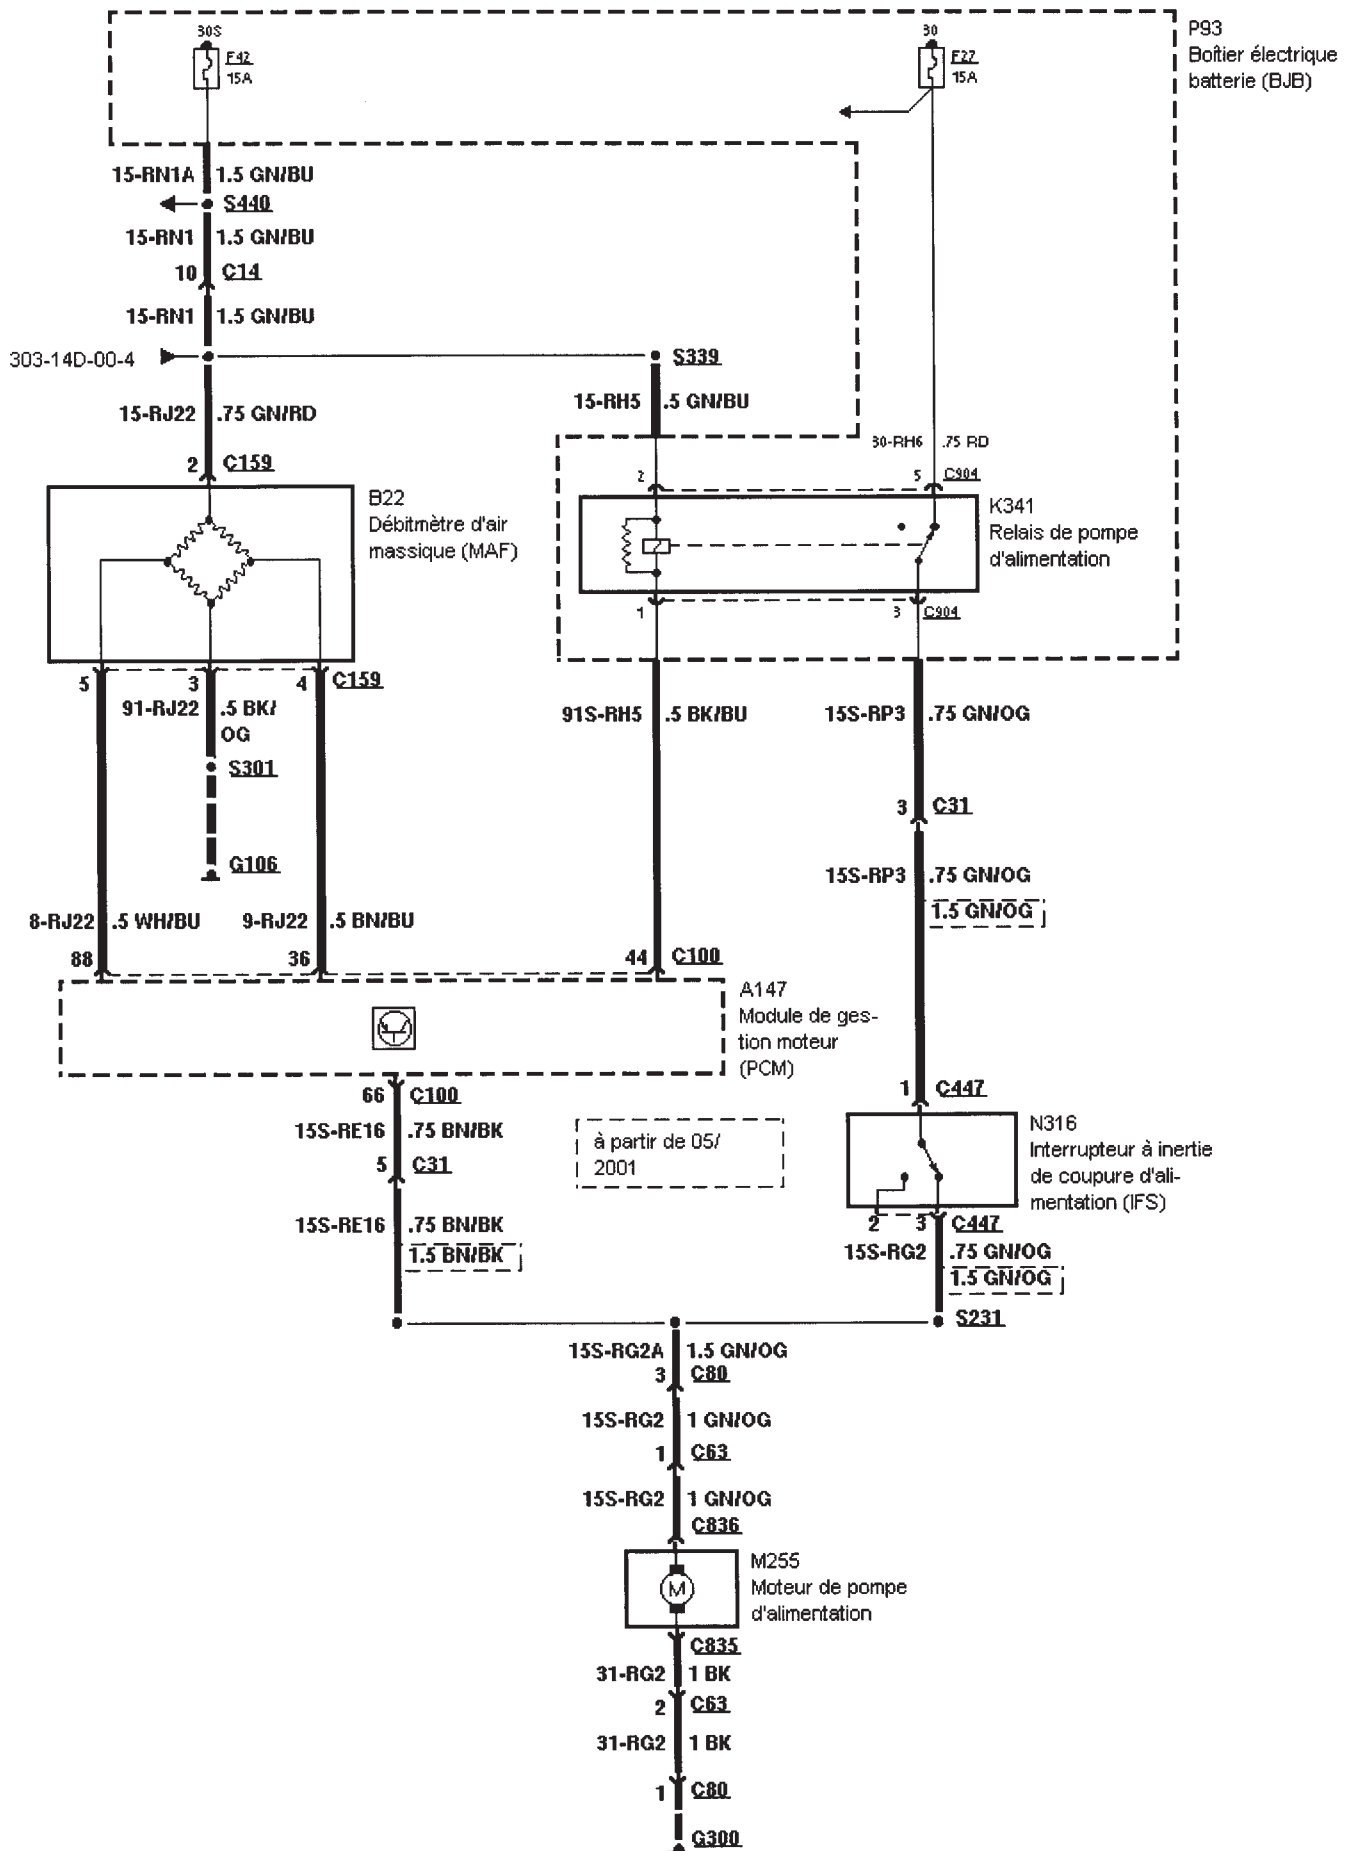 P93
Boîtier électrique
batterie (BJB)
30S
F42
15A
30
F27
15A
15-RN1A 1.5 GN/BU
S440
15-RN1 1.5 GN/BU
10 C14
15-RN1 1.5 GN/BU
303-14D-00-4
S339
15-RJ22 .75 GN/RD
15-RH5 .5 GN/BU
30-RH6 .75 RD
2 C159
2
5 C904
B22
Débitmètre d'air
massique (MAF)
K341
Relais de pompe
d'alimentation
1
3 C904
5
3
4 C159
91-RJ22 .5 BK/
OG
91S-RH5 .5 BK/BU
15S-RP3 .75 GN/OG
S301
3 C31
G106
15S-RP3 .75 GN/OG
1.5 GN/OG
8-RJ22 .5 WH/BU
9-RJ22 .5 BN/BU
88
36
44 C100
A147
Module de ges-
tion moteur
(PCM)
66 C100
1 C447
15S-RE16 .75 BN/BK
à partir de 05/
2001
N316
Interrupteur à inertie
de coupure d'ali-
mentation (IFS)
5 C31
15S-RE16 .75 BN/BK
1.5 BN/BK
2
3 C447
15S-RG2 .75 GN/OG
1.5 GN/OG
S231
15S-RG2A 1.5 GN/OG
3 C80
15S-RG2 1 GN/OG
1 C63
15S-RG2 1 GN/OG
C836
M
M255
Moteur de pompe
d'alimentation
C835
31-RG2 1 BK
2 C63
31-RG2 1 BK
1 C80
G300